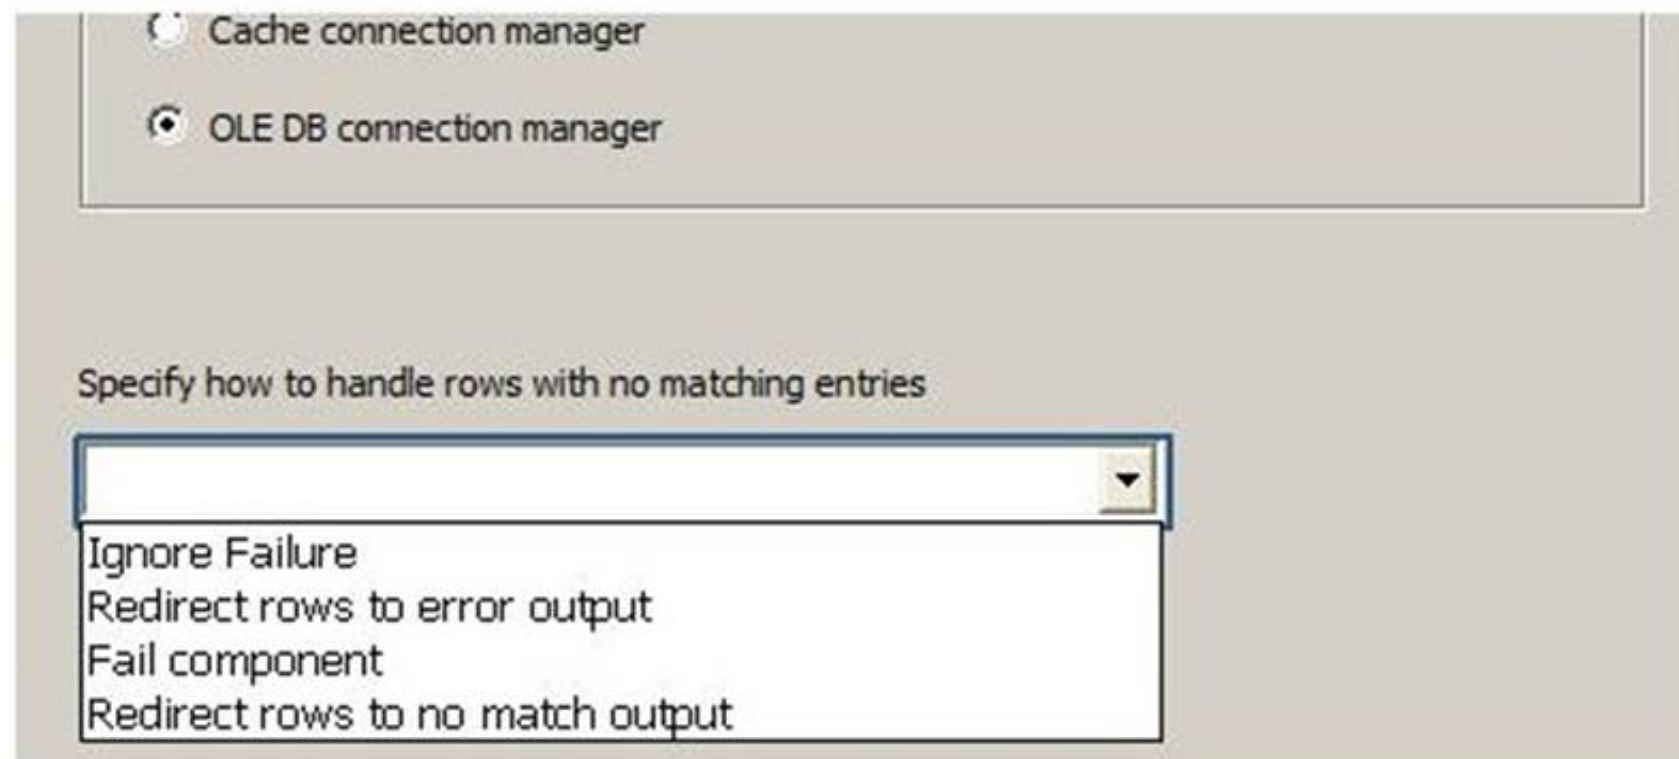 Cache connection manager
OLE DB connection manager
Specify how to handle rows with no matching entries
Ignore Failure
Redirect rows to error output
Fail component
Redirect rows to no match output